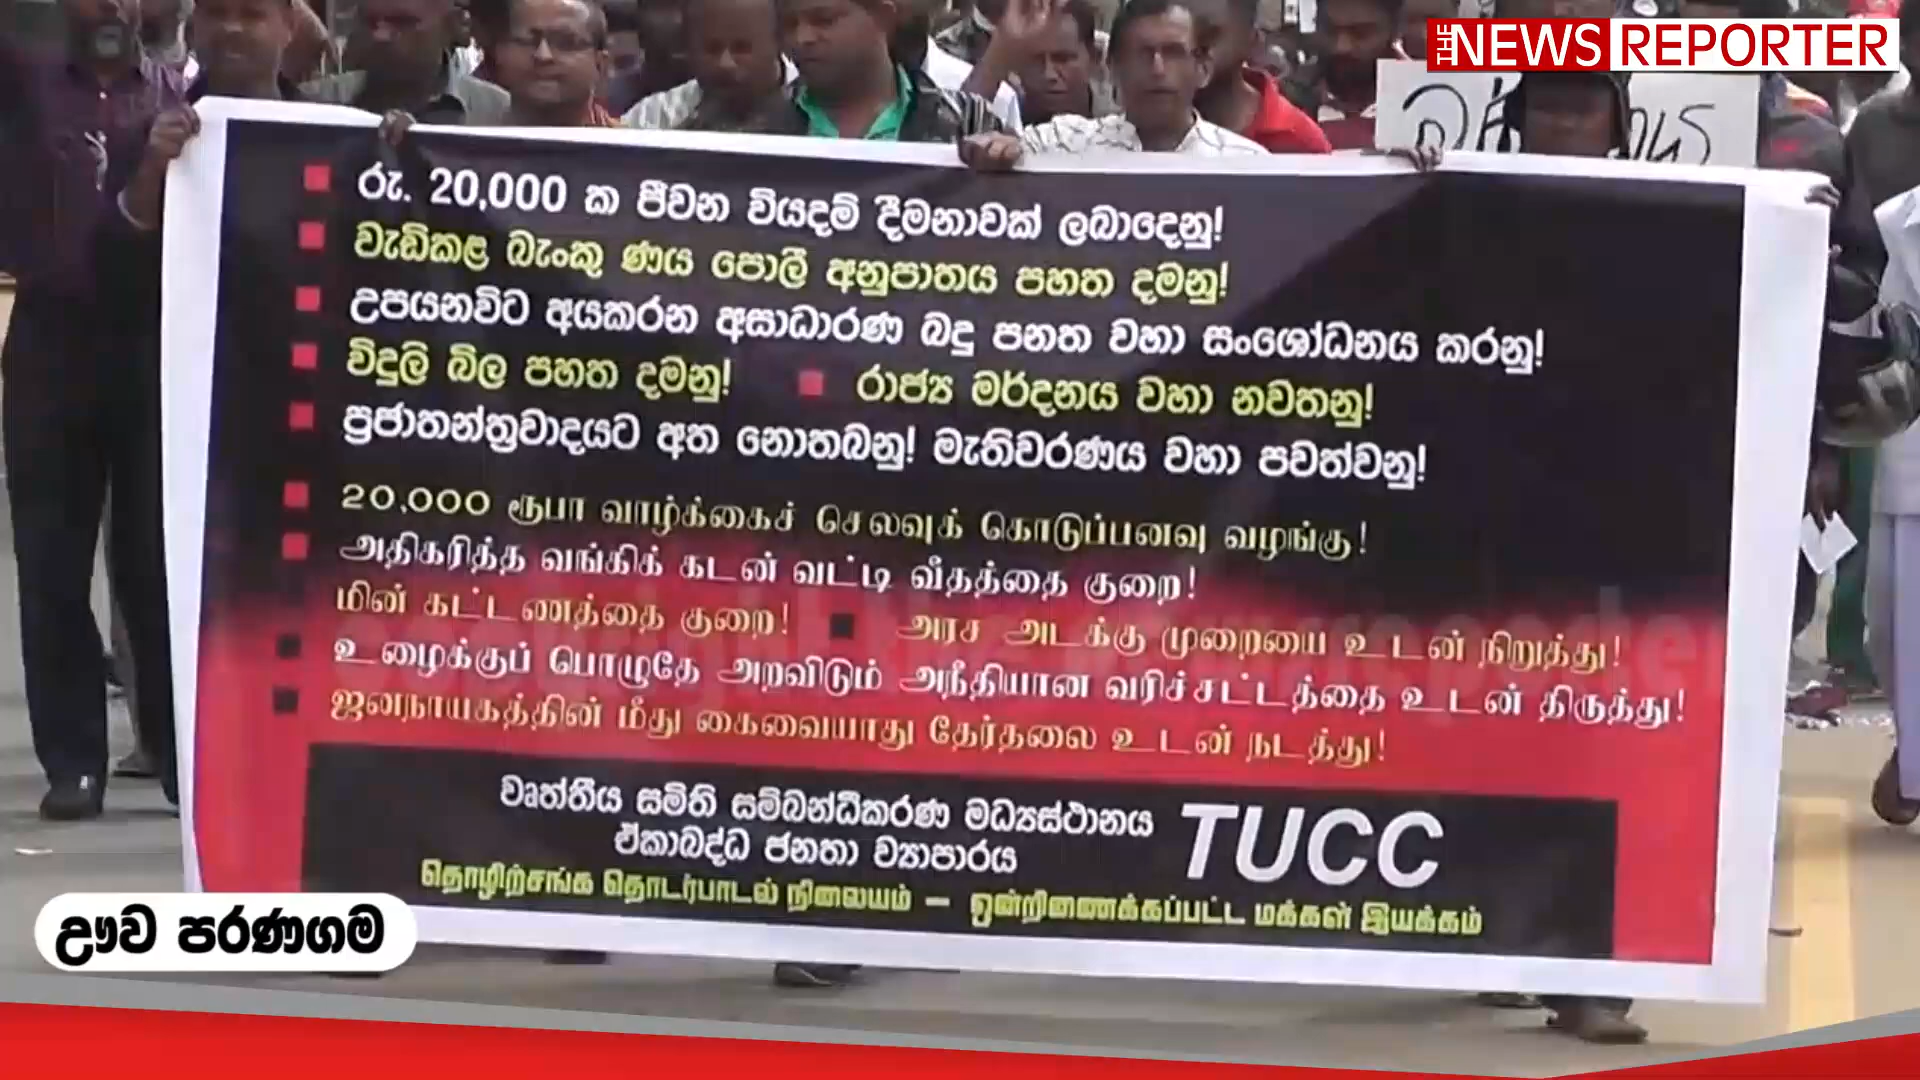 THE NEWS REPORTER
රු. 20,000 ක ජීවන වියදම් දීමනාවක් ලබාදෙනු!
වැඩිකළ බැංකු ණය පොලී අනුපාතය පහත දමනු!
උපයනවිට අයකරන අසාධාරණ බදු පනත වහා සංශෝධනය කරනු!
විදුලි බිල පහත දමනු! රාජ්‍ය මර්දනය වහා නවතනු!
ප්‍රජාතන්ත්‍රවාදයට අත නොතබනු! මැතිවරණය වහා පවත්වනු!
20,000 ரூபா வாழ்க்கைச் செலவுக் கொடுப்பனவு வழங்கு!
அதிகரித்த வங்கிக் கடன் வட்டி வீதத்தை குறை!
மின் கட்டணத்தை குறை! அரச அடக்கு முறையை உடன் நிறுத்து!
உழைக்குப் பொழுதே அறவிடும் அநீதியான வரிச்சட்டத்தை உடன் திருத்து!
ஜனநாயகத்தின் மீது கைவையாது தேர்தலை உடன் நடத்து!
වෘත්තීය සමිති සම්බන්ධීකරණ මධ්‍යස්ථානය TUCC
ඒකාබද්ධ ජනතා ව්‍යාපාරය
தொழிற்சங்க தொடர்பாடல் நிலையம் – ஒன்றிணைக்கப்பட்ட மக்கள் இயக்கம்
ඌව පරණගම